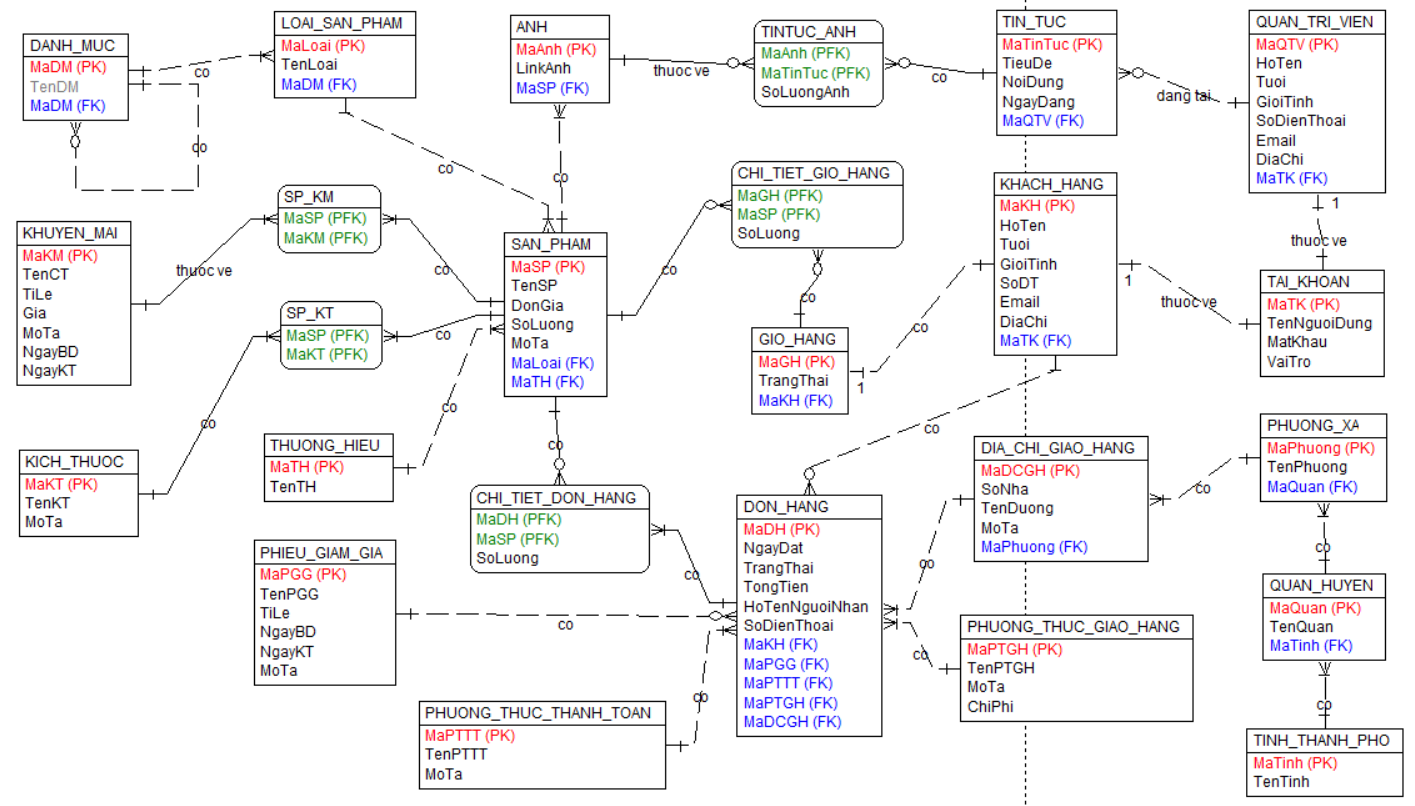 DANH_MUC
MaDM (PK)
TenDM
MaDM (FK)
co
co
LOAI_SAN_PHAM
MaLoai (PK)
TenLoai
MaDM (FK)
co
ANH
MaAnh (PK)
LinkAnh
MaSP (FK)
thuoc ve
co
TINTUC_ANH
MaAnh (PFK)
MaTinTuc (PFK)
SoLuongAnh
co
TIN_TUC
MaTinTuc (PK)
TieuDe
NoiDung
NgayDang
MaQTV (FK)
dang tai
QUAN_TRI_VIEN
MaQTV (PK)
HoTen
Tuoi
GioiTinh
SoDienThoai
Email
DiaChi
MaTK (FK)
1
thuoc ve
KHUYEN_MAI
MaKM (PK)
TenCT
TiLe
Gia
MoTa
NgayBD
NgayKT
thuoc ve
SP_KM
MaSP (PFK)
MaKM (PFK)
co
SP_KT
MaSP (PFK)
MaKT (PFK)
co
SAN_PHAM
MaSP (PK)
TenSP
DonGia
SoLuong
MoTa
MaLoai (FK)
MaTH (FK)
co
CHI_TIET_GIO_HANG
MaGH (PFK)
MaSP (PFK)
SoLuong
co
GIO_HANG
MaGH (PK)
TrangThai
MaKH (FK)
1
co
KHACH_HANG
MaKH (PK)
HoTen
Tuoi
GioiTinh
SoDT
Email
DiaChi
MaTK (FK)
1
thuoc ve
TAI_KHOAN
MaTK (PK)
TenNguoiDung
MatKhau
VaiTro
co
KICH_THUOC
MaKT (PK)
TenKT
MoTa
co
THUONG_HIEU
MaTH (PK)
TenTH
co
co
CHI_TIET_DON_HANG
MaDH (PFK)
MaSP (PFK)
SoLuong
co
PHIEU_GIAM_GIA
MaPGG (PK)
TenPGG
TiLe
NgayBD
NgayKT
MoTa
co
PHUONG_THUC_THANH_TOAN
MaPTTT (PK)
TenPTTT
MoTa
co
DON_HANG
MaDH (PK)
NgayDat
TrangThai
TongTien
HoTenNguoiNhan
SoDienThoai
MaKH (FK)
MaPGG (FK)
MaPTTT (FK)
MaPTGH (FK)
MaDCGH (FK)
co
DIA_CHI_GIAO_HANG
MaDCGH (PK)
SoNha
TenDuong
MoTa
MaPhuong (FK)
co
PHUONG_THUC_GIAO_HANG
MaPTGH (PK)
TenPTGH
MoTa
ChiPhi
co
PHUONG_XA
MaPhuong (PK)
TenPhuong
MaQuan (FK)
co
QUAN_HUYEN
MaQuan (PK)
TenQuan
MaTinh (FK)
co
TINH_THANH_PHO
MaTinh (PK)
TenTinh